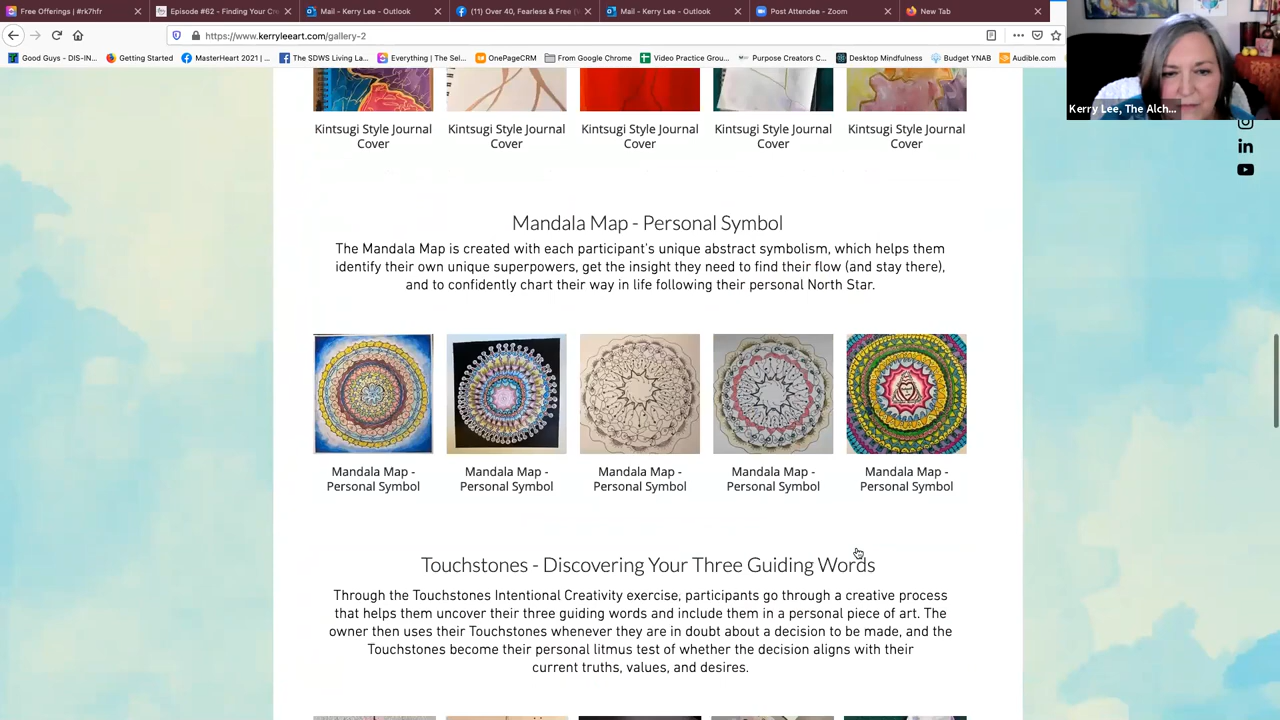 Free Offerings | #rk7hfr
Episode #62 - Finding Your Cr
Mail - Kerry Lee - Outlook
(11) Over 40, Fearless & Free (
Mail - Kerry Lee - Outlook
Post Attendee - Zoom
New Tab
https://www.kerryleeart.com/gallery-2
Good Guys - DIS-IN...
Getting Started
MasterHeart 2021 | ...
The SDWS Living La...
Everything | The Sel...
OnePageCRM
From Google Chrome
Video Practice Grou...
Purpose Creators C...
Desktop Mindfulness
Budget YNAB
Audible.com
Kerry Lee, The Alch...
Kintsugi Style Journal
Cover
Kintsugi Style Journal
Cover
Kintsugi Style Journal
Cover
Kintsugi Style Journal
Cover
Kintsugi Style Journal
Cover
Mandala Map - Personal Symbol
The Mandala Map is created with each participant's unique abstract symbolism, which helps them
identify their own unique superpowers, get the insight they need to find their flow (and stay there),
and to confidently chart their way in life following their personal North Star.
Mandala Map -
Personal Symbol
Mandala Map -
Personal Symbol
Mandala Map -
Personal Symbol
Mandala Map -
Personal Symbol
Mandala Map -
Personal Symbol
Touchstones - Discovering Your Three Guiding Words
Through the Touchstones Intentional Creativity exercise, participants go through a creative process
that helps them uncover their three guiding words and include them in a personal piece of art. The
owner then uses their Touchstones whenever they are in doubt about a decision to be made, and the
Touchstones become their personal litmus test of whether the decision aligns with their
current truths, values, and desires.